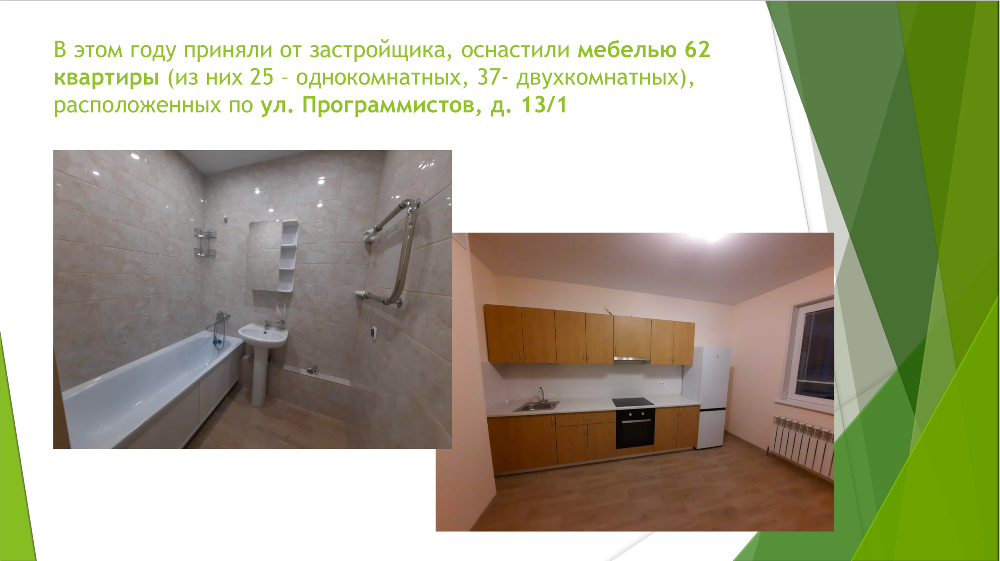 В этом году приняли от застройщика, оснастили мебелью 62
квартиры (из них 25 – однокомнатных, 37- двухкомнатных),
расположенных по ул. Программистов, д. 13/1